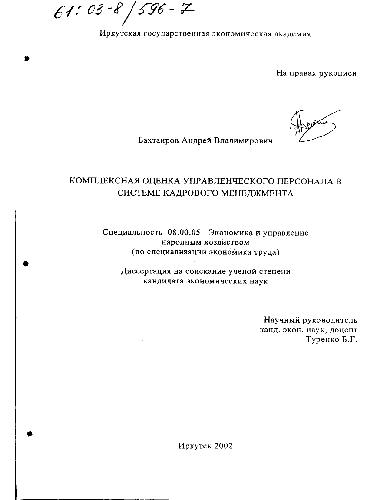 61:03-8/596-7
Иркутская государственная экономическая академия
На правах рукописи
Бахтаиров Андрей Владимирович
КОМПЛЕКСНАЯ ОЦЕНКА УПРАВЛЕНЧЕСКОГО ПЕРСОНАЛА В
СИСТЕМЕ КАДРОВОГО МЕНЕДЖМЕНТА
Специальность 08.00.05 - Экономика и управление
народным хозяйством
(по специализации экономика труда)
Диссертация на соискание ученой степени
кандидата экономических наук
Научный руководитель
канд. экон. наук, доцент
Туренко Б.Г.
Иркутск 2002